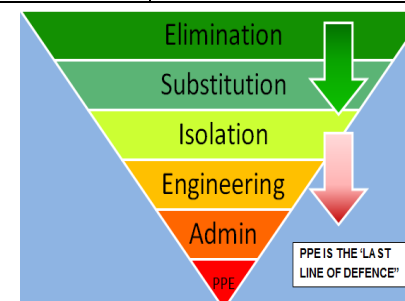 Elimination
Substitution
Isolation
Engineering
Admin
PPE
PPE IS THE ‘LAST
LINE OF DEFENCE”